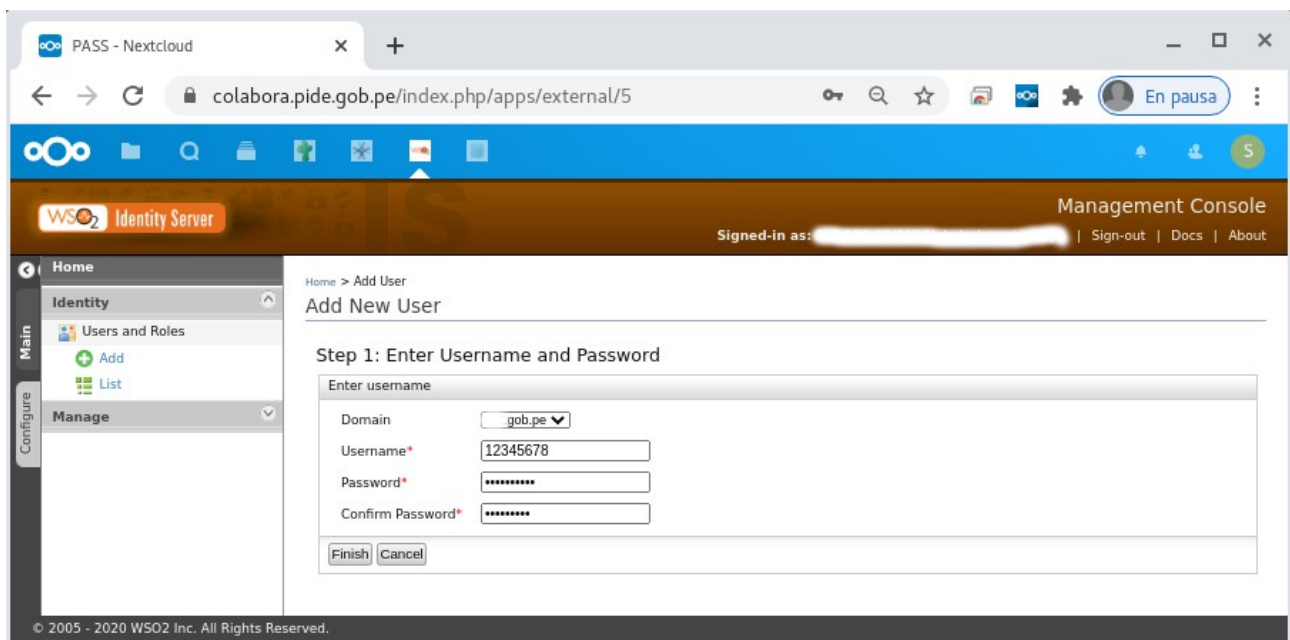 PASS - Nextcloud
colabora.pide.gob.pe/index.php/apps/external/5
En pausa
S
WSO2 Identity Server
IS
Management Console
Signed-in as: | Sign-out | Docs | About
Home
Home > Add User
Identity
Add New User
Users and Roles
Main
Add
List
Configure
Manage
Step 1: Enter Username and Password
Enter username
Domain .gob.pe
Username* 12345678
Password* ••••••••••
Confirm Password* •••••••••
Finish Cancel
© 2005 - 2020 WSO2 Inc. All Rights Reserved.